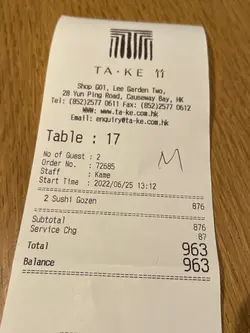 TA-KE 竹
Shop G01, Lee Garden Two,
28 Yun Ping Road, Causeway Bay, HK
Tel: (852)2577 0611 Fax: (852)2577 0612
WWW: www.ta-ke.com.hk
Email: enquiry@ta-ke.com.hk
Table : 17
No of Guest : 2
Order No. : 72685
Staff : Kame
Start Time : 2022/06/25 13:12
2 Sushi Gozen 876
Subtotal 876
Service Chg 87
Total 963
Balance 963